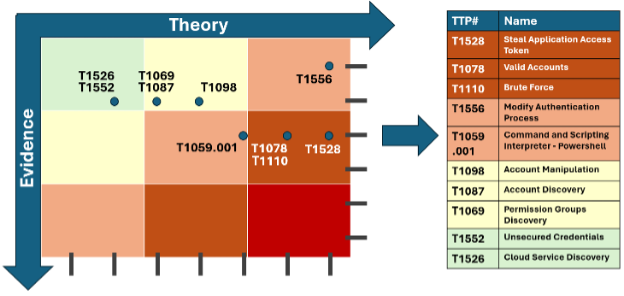 Theory
Evidence
T1526
T1552
T1069
T1087
T1098
T1556
T1059.001
T1078
T1110
T1528
TTP# Name
T1528 Steal Application Access
Token
T1078 Valid Accounts
T1110 Brute Force
T1556 Modify Authentication
Process
T1059
.001 Command and Scripting
Interpreter - Powershell
T1098 Account Manipulation
T1087 Account Discovery
T1069 Permission Groups
Discovery
T1552 Unsecured Credentials
T1526 Cloud Service Discovery